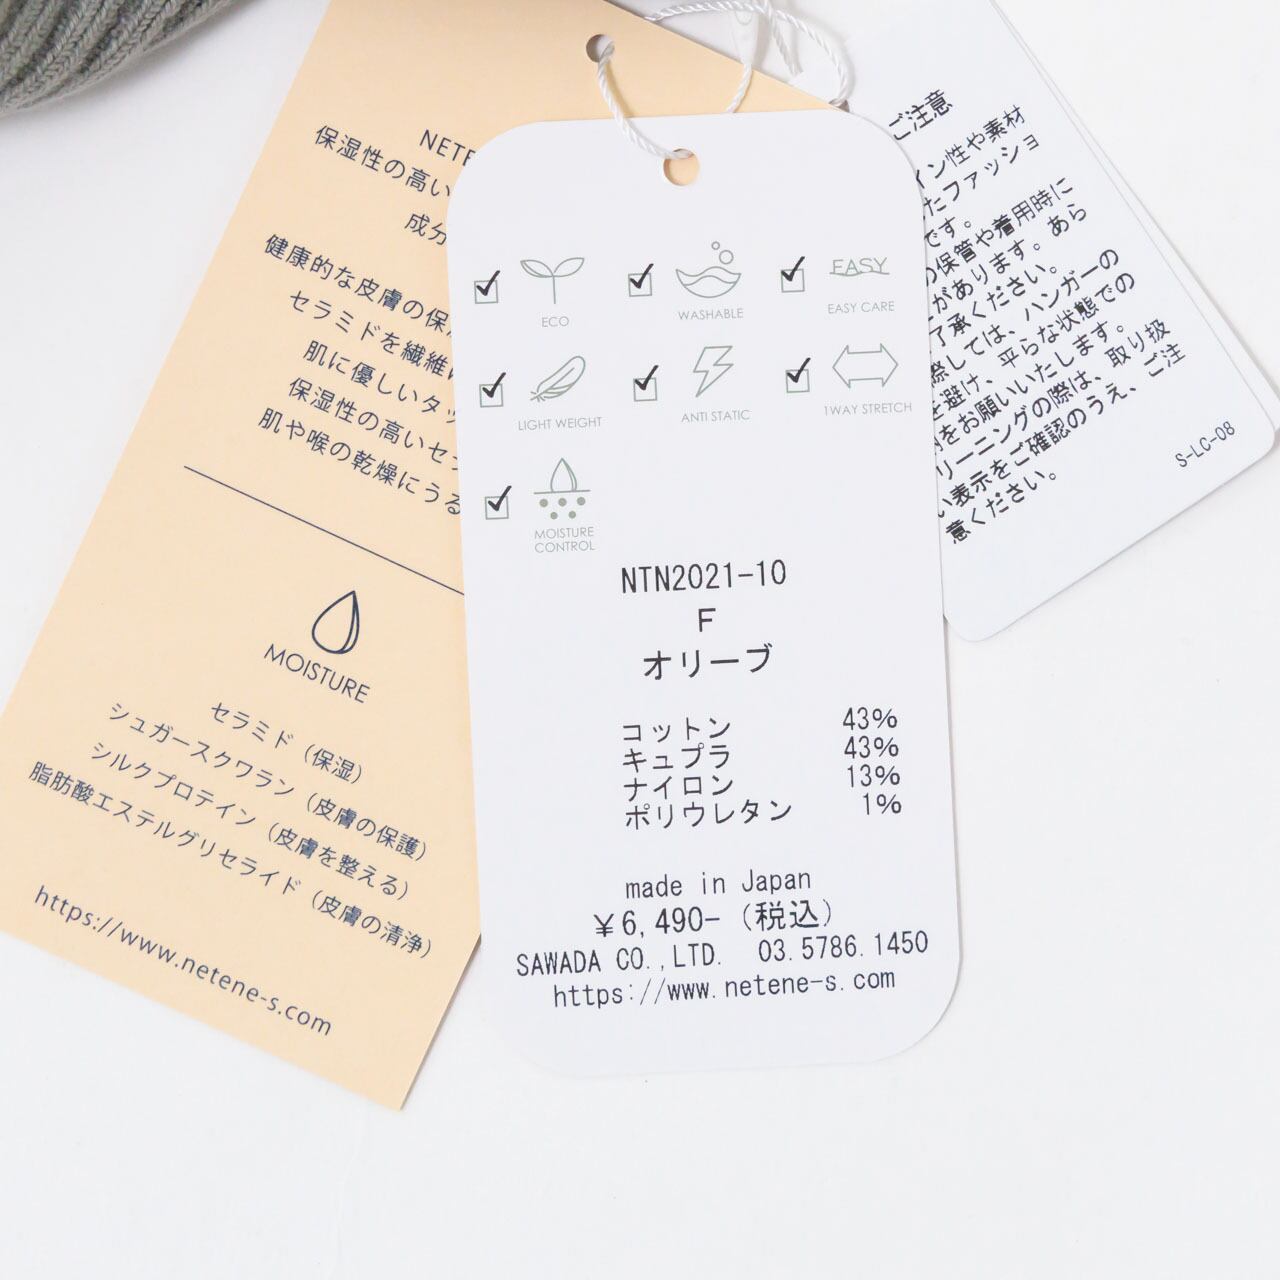 保湿性の高い
成分
健康的な皮膚の保
セラミドを繊維
肌に優しいタッ
保湿性の高いセ
肌や喉の乾燥にうる
MOISTURE
セラミド（保湿）
シュガースクワラン（皮膚の保護）
シルクプロテイン（皮膚を整える）
脂肪酸エステルグリセライド（皮膚の清浄）
https://www.netene-s.com
ECO
WASHABLE
EASY
EASY CARE
LIGHT WEIGHT
ANTI STATIC
1WAY STRETCH
MOISTURE
CONTROL
NTN2021-10
F
オリーブ
コットン 43%
キュプラ 43%
ナイロン 13%
ポリウレタン 1%
made in Japan
¥6,490-（税込）
SAWADA CO.,LTD. 03.5786.1450
https://www.netene-s.com
ご注意
イン性や素材
たファッショ
です。
の保管や着用時に
があります。あら
了承ください。
際しては、ハンガーの
を避け、平らな状態での
をお願いいたします。
リーニングの際は、取り扱
い表示をご確認のうえ、ご注
意ください。
S-LC-08